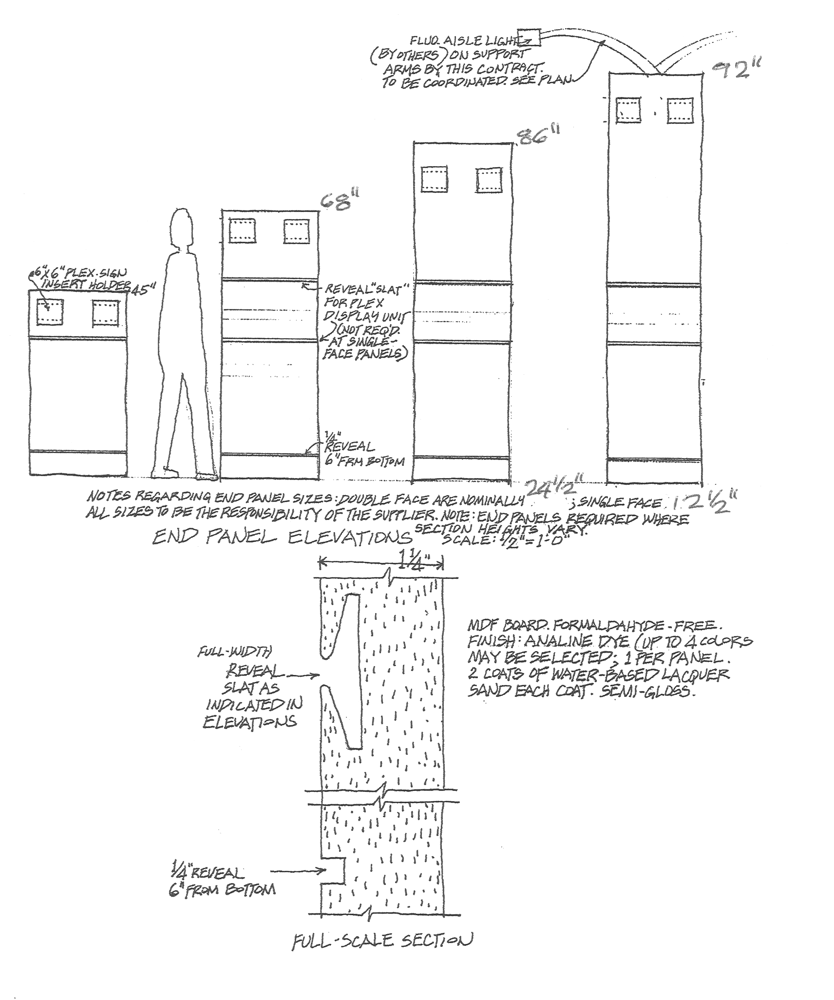 FLUO. AISLE LIGHT
(BY OTHERS) ON SUPPORT
ARMS BY THIS CONTRACT.
TO BE COORDINATED. SEE PLAN
92"
86"
68"
6"X6" PLEX. SIGN
INSERT HOLDER
45"
REVEAL "SLAT"
FOR PLEX
DISPLAY UNIT
(NOT REQ'D.
AT SINGLE-
FACE PANELS)
1/4"
REVEAL
6" FRM BOTTOM
NOTES REGARDING END PANEL SIZES: DOUBLE FACE ARE NOMINALLY 24 1/2" ; SINGLE FACE 12 1/2"
ALL SIZES TO BE THE RESPONSIBILITY OF THE SUPPLIER. NOTE: END PANELS REQUIRED WHERE
SECTION HEIGHTS VARY.
END PANEL ELEVATIONS SCALE: 1/2" = 1'-0"
1 1/4"
FULL-WIDTH
REVEAL
SLAT AS
INDICATED IN
ELEVATIONS
MDF BOARD. FORMALDAHYDE-FREE.
FINISH: ANALINE DYE (UP TO 4 COLORS
MAY BE SELECTED; 1 PER PANEL.
2 COATS OF WATER-BASED LACQUER
SAND EACH COAT. SEMI-GLOSS.
1/4" REVEAL
6" FROM BOTTOM
FULL-SCALE SECTION